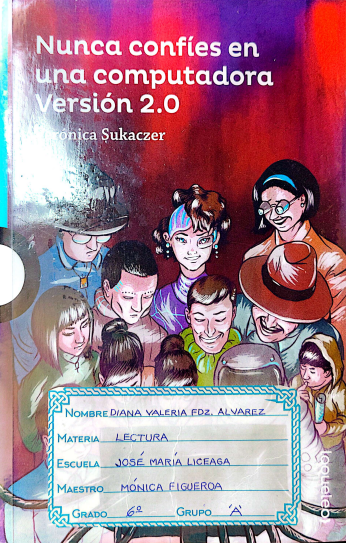 Nunca confíes en
una computadora
Versión 2.0
Verónica Sukaczer
NOMBRE DIANA VALERIA FDZ. ALVAREZ
MATERIA LECTURA
ESCUELA JOSÉ MARÍA LICEAGA
MAESTRO MÓNICA FIGUEROA
GRADO 6º GRUPO "A"
loqueleo